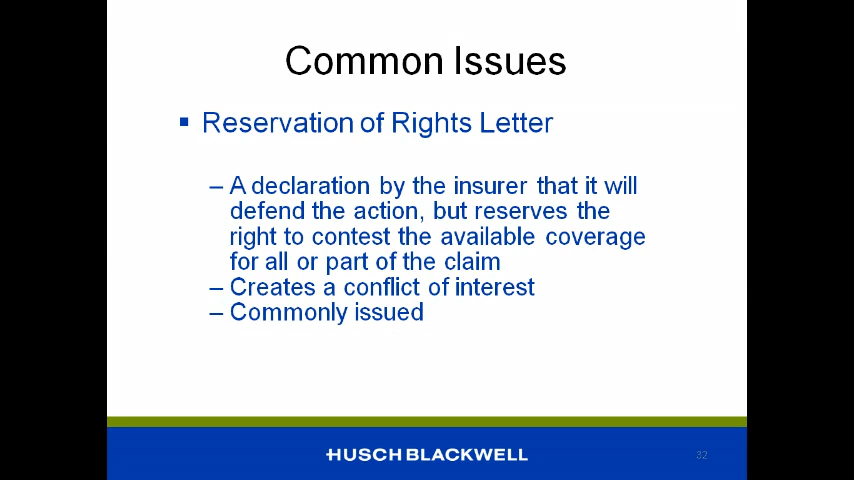 Common Issues
▪ Reservation of Rights Letter
– A declaration by the insurer that it will
defend the action, but reserves the
right to contest the available coverage
for all or part of the claim
– Creates a conflict of interest
– Commonly issued
HUSCH BLACKWELL
32